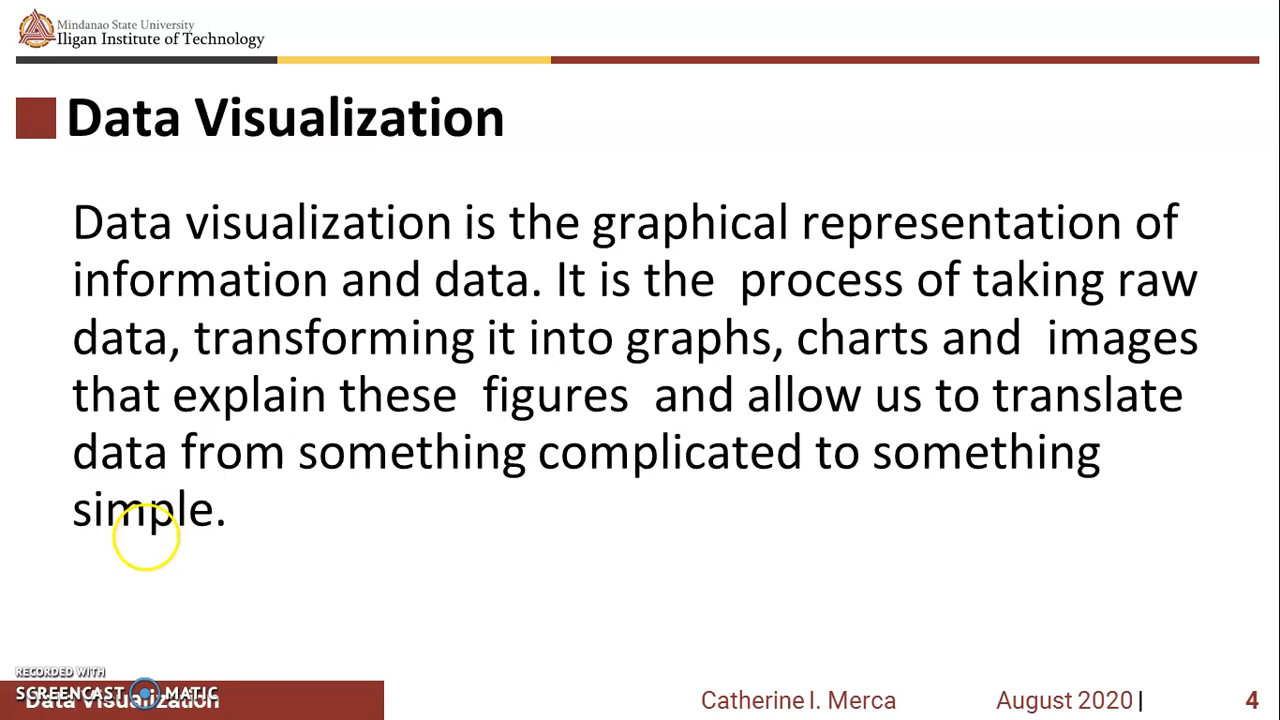 Mindanao State University
Iligan Institute of Technology
Data Visualization
Data visualization is the graphical representation of
information and data. It is the process of taking raw
data, transforming it into graphs, charts and images
that explain these figures and allow us to translate
data from something complicated to something
simple.
RECORDED WITH
SCREENCAST MATIC
Data Visualization
Catherine I. Merca
August 2020 |
4